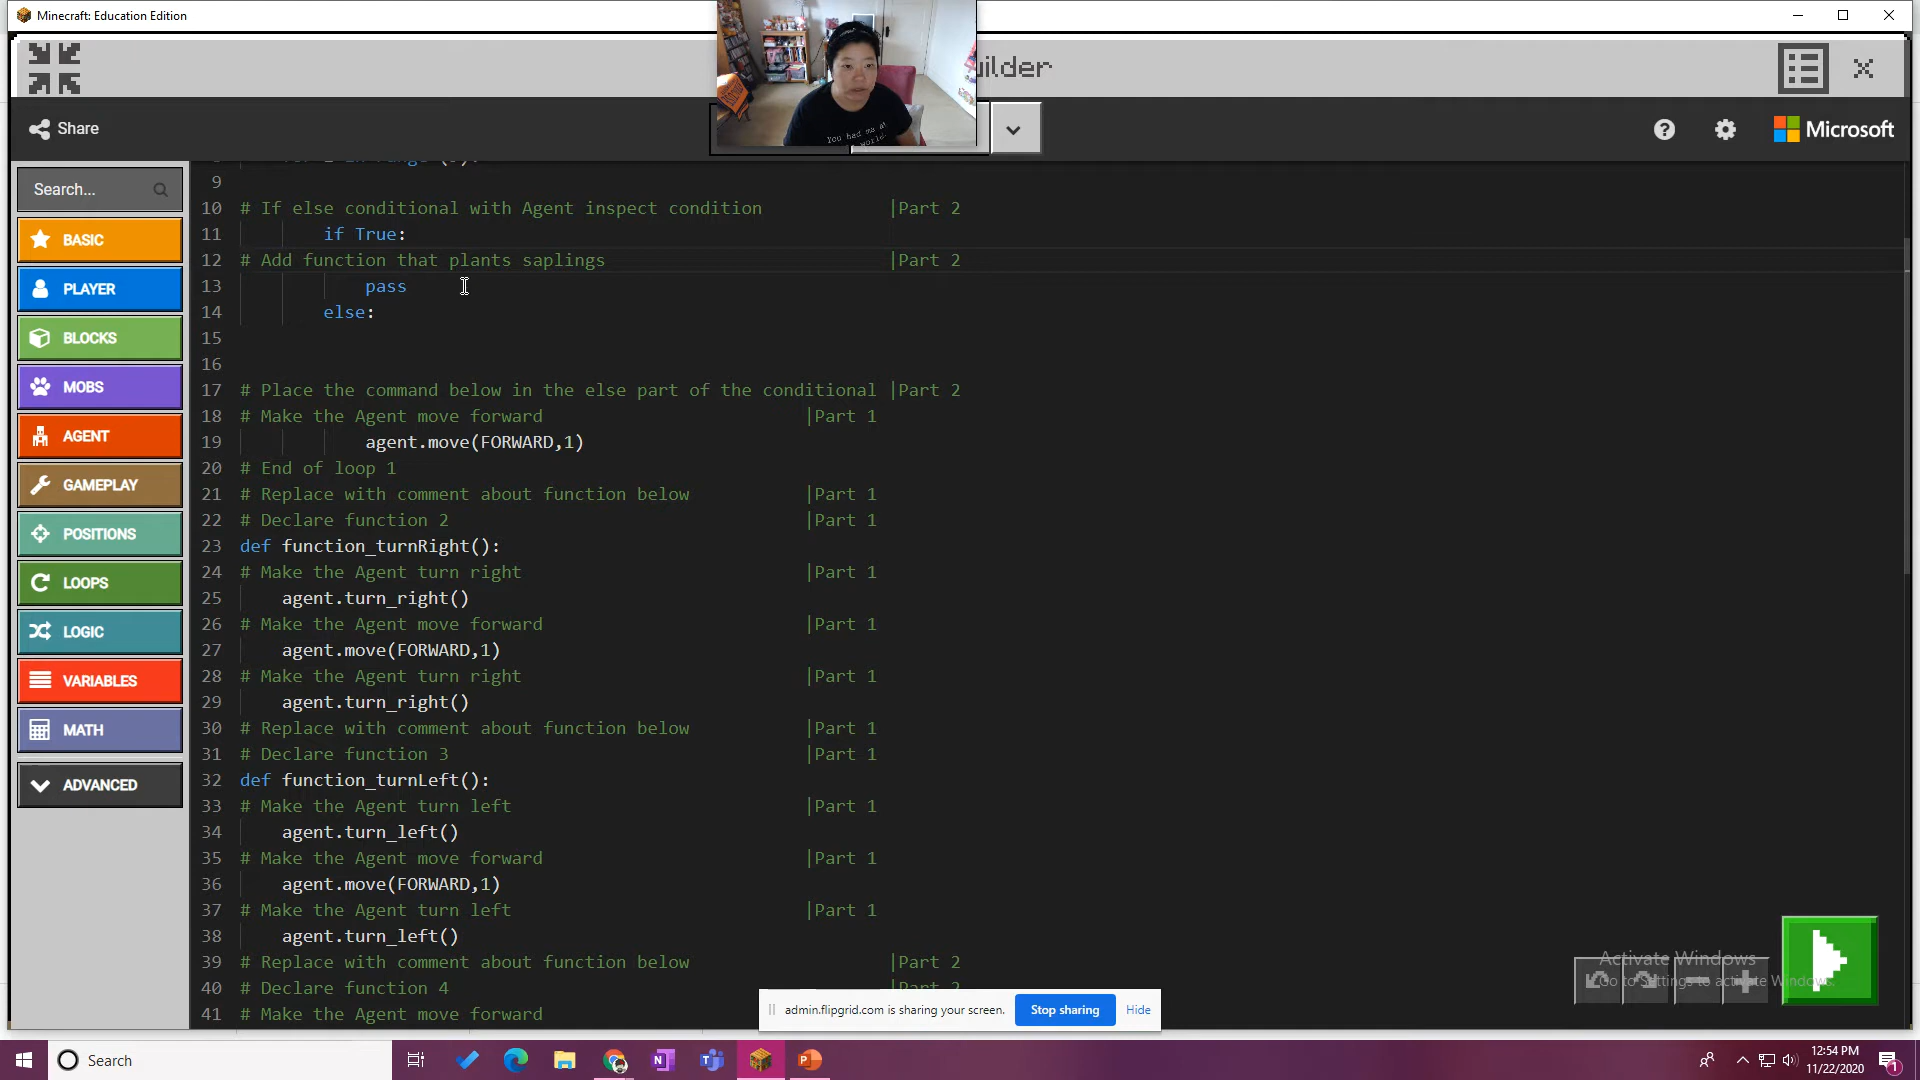 Minecraft: Education Edition
uilder
Share
Microsoft
You had me at
world
Search...
BASIC
PLAYER
BLOCKS
MOBS
AGENT
GAMEPLAY
POSITIONS
LOOPS
LOGIC
VARIABLES
MATH
ADVANCED
9
10 # If else conditional with Agent inspect condition |Part 2
11 if True:
12 # Add function that plants saplings |Part 2
13 pass
14 else:
15
16
17 # Place the command below in the else part of the conditional |Part 2
18 # Make the Agent move forward |Part 1
19 agent.move(FORWARD,1)
20 # End of loop 1
21 # Replace with comment about function below |Part 1
22 # Declare function 2 |Part 1
23 def function_turnRight():
24 # Make the Agent turn right |Part 1
25 agent.turn_right()
26 # Make the Agent move forward |Part 1
27 agent.move(FORWARD,1)
28 # Make the Agent turn right |Part 1
29 agent.turn_right()
30 # Replace with comment about function below |Part 1
31 # Declare function 3 |Part 1
32 def function_turnLeft():
33 # Make the Agent turn left |Part 1
34 agent.turn_left()
35 # Make the Agent move forward |Part 1
36 agent.move(FORWARD,1)
37 # Make the Agent turn left |Part 1
38 agent.turn_left()
39 # Replace with comment about function below |Part 2
40 # Declare function 4 |Part 2
41 # Make the Agent move forward
Activate Windows
Go to Settings to activate Windows.
admin.flipgrid.com is sharing your screen.
Stop sharing
Hide
Search
12:54 PM
11/22/2020
1